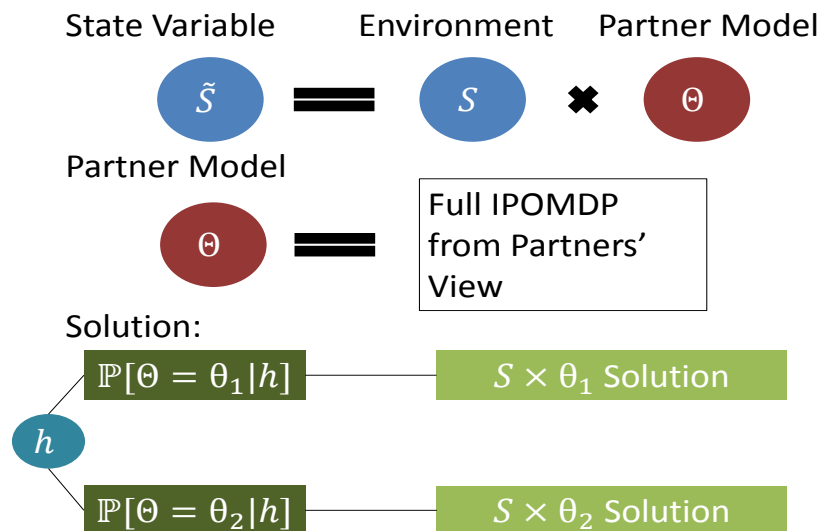 State Variable Environment Partner Model
S̃ = S × Θ
Partner Model
Θ = Full IPOMDP
from Partners’
View
Solution:
ℙ[Θ = θ₁|h] S × θ₁ Solution
h
ℙ[Θ = θ₂|h] S × θ₂ Solution